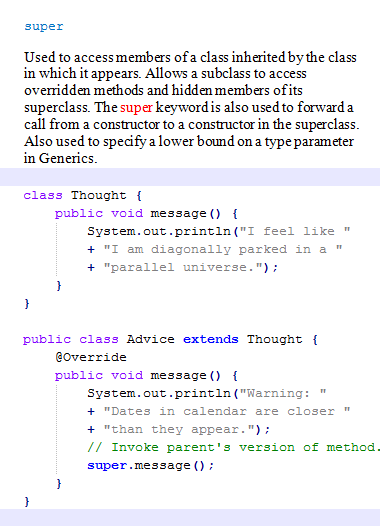 super
Used to access members of a class inherited by the class
in which it appears. Allows a subclass to access
overridden methods and hidden members of its
superclass. The super keyword is also used to forward a
call from a constructor to a constructor in the superclass.
Also used to specify a lower bound on a type parameter
in Generics.
class Thought {
    public void message() {
        System.out.println("I feel like "
        + "I am diagonally parked in a "
        + "parallel universe.");
    }
}
public class Advice extends Thought {
    @Override
    public void message() {
        System.out.println("Warning: "
        + "Dates in calendar are closer "
        + "than they appear.");
        // Invoke parent's version of method.
        super.message();
    }
}